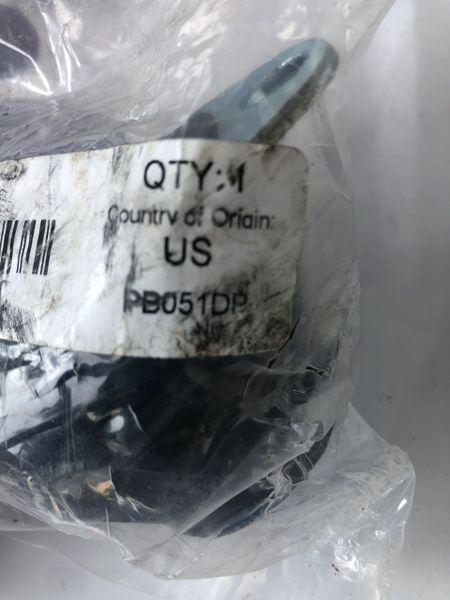 QTY: 1
Country of Origin:
US
PB051DP